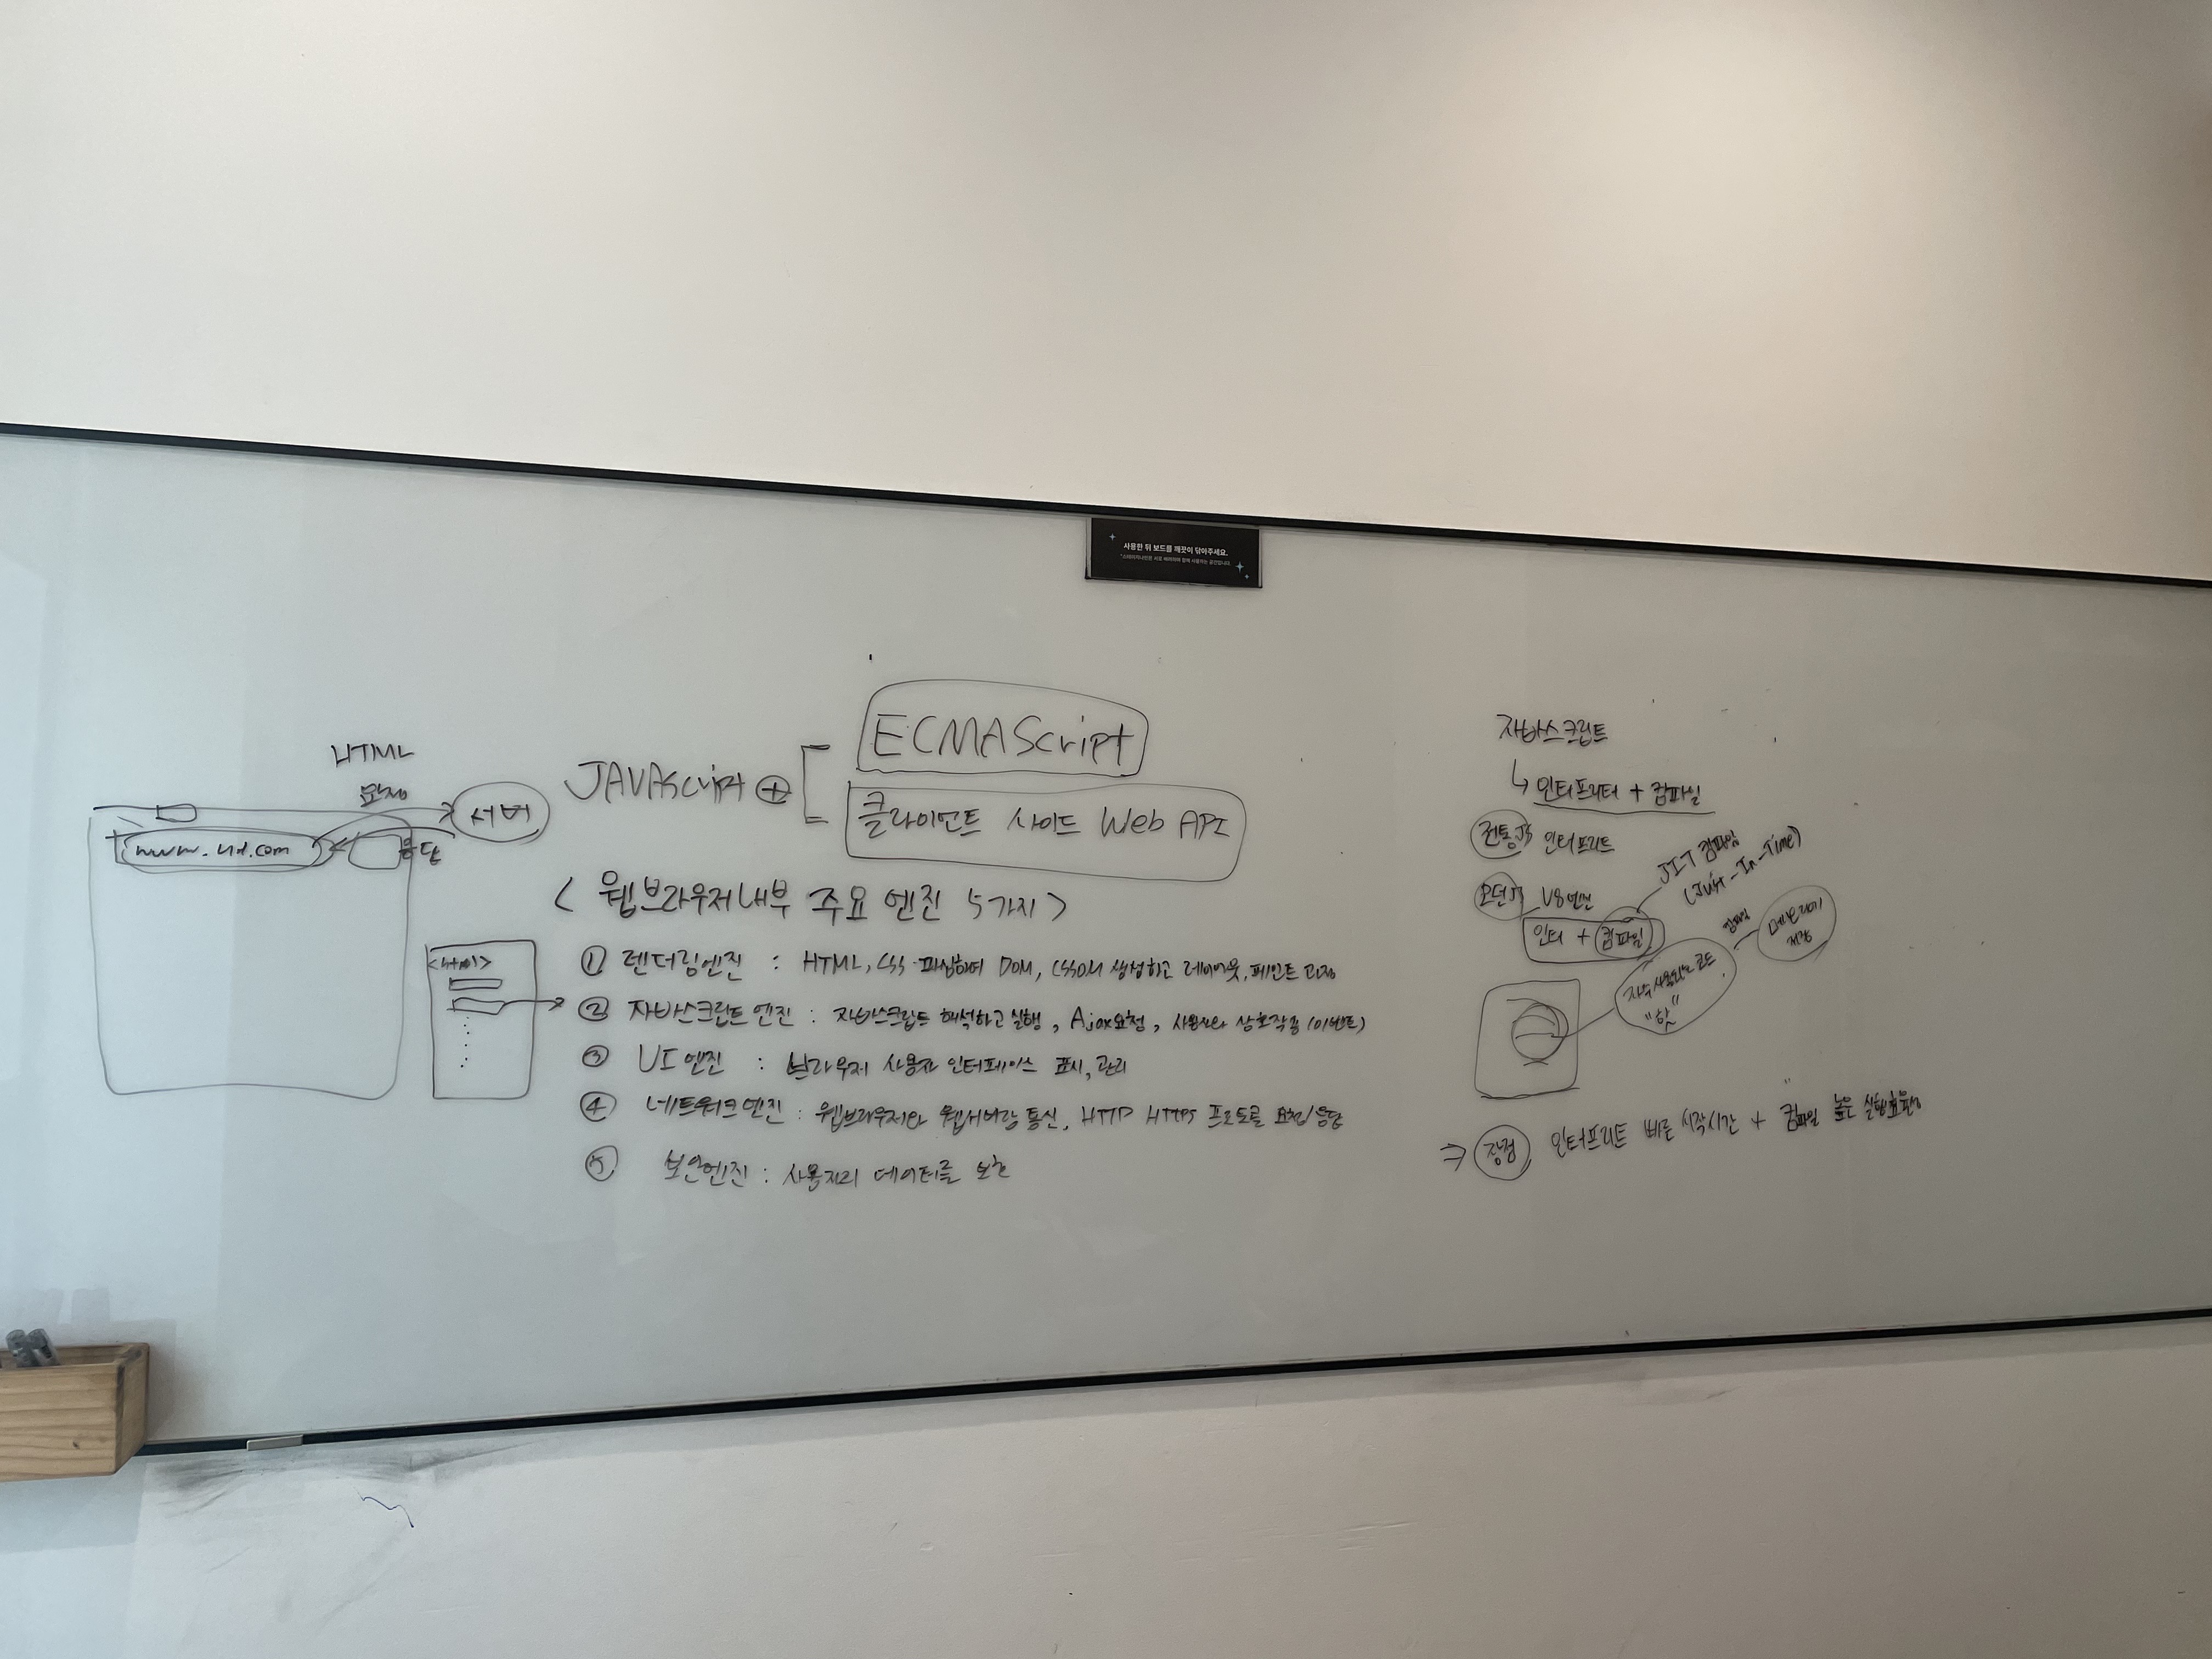 사용한 뒤 보드를 깨끗이 닦아주세요.
HTML
요청
서버
응답
JAVAScript +
ECMAScript
클라이언트 사이드 Web API
< 웹브라우저 내부 주요 엔진 5가지 >
<html>
① 렌더링엔진 : HTML, CSS 파싱하여 DOM, CSSOM 생성하고 레이아웃, 페인트 과정
② 자바스크립트 엔진 : 자바스크립트 해석하고 실행, Ajax요청, 사용자와 상호작용 (이벤트)
③ UI 엔진 : 브라우저 사용자 인터페이스 표시, 관리
④ 네트워크 엔진 : 웹브라우저와 웹서버랑 통신, HTTP HTTPS 프로토콜 요청/응답
⑤ 보안엔진 : 사용자의 데이터를 보호
자바스크립트
↳ 인터프리터 + 컴파일
전통JS 인터프리트
모던JS V8엔진
인터 + 컴파일
JIT 컴파일
(Just-In-Time)
자주 사용되는 코드
"핫"
컴파일
메모리에
저장
⇒ 장점 인터프리트 빠른 시작시간 + 컴파일 높은 실행효율성